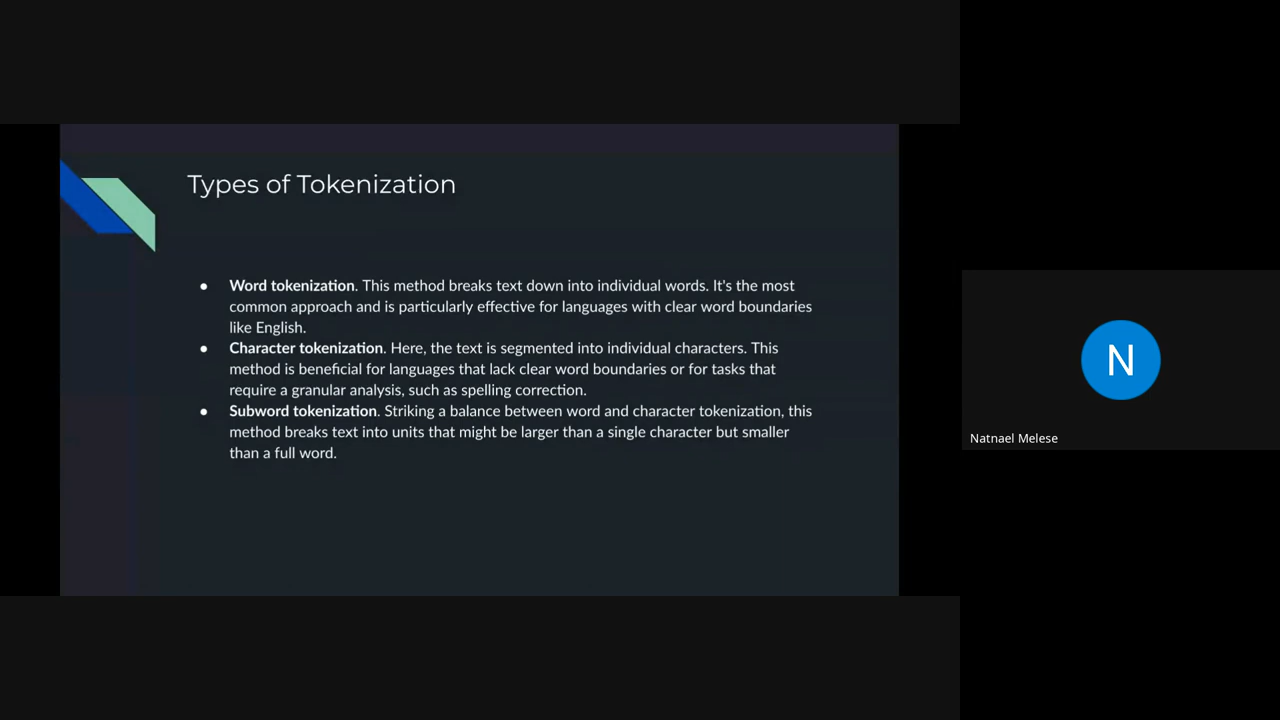 Types of Tokenization
● Word tokenization. This method breaks text down into individual words. It's the most
common approach and is particularly effective for languages with clear word boundaries
like English.
● Character tokenization. Here, the text is segmented into individual characters. This
method is beneficial for languages that lack clear word boundaries or for tasks that
require a granular analysis, such as spelling correction.
● Subword tokenization. Striking a balance between word and character tokenization, this
method breaks text into units that might be larger than a single character but smaller
than a full word.
N
Natnael Melese